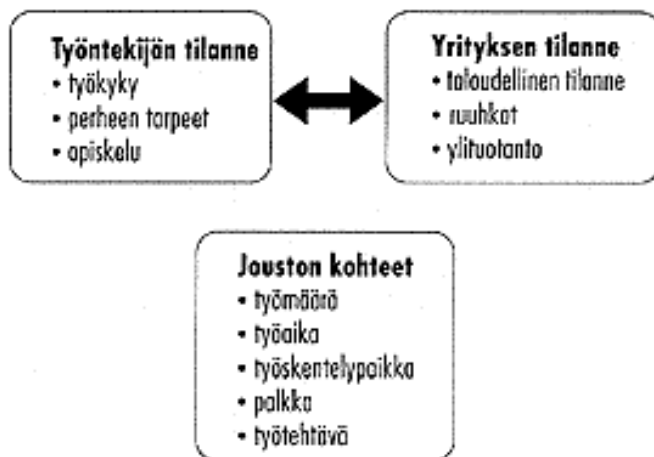 Työntekijän tilanne
• työkyky
• perheen tarpeet
• opiskelu
Yrityksen tilanne
• taloudellinen tilanne
• ruuhkat
• ylituotanto
Jouston kohteet
• työmäärä
• työaika
• työskentelypaikka
• palkka
• työtehtävä